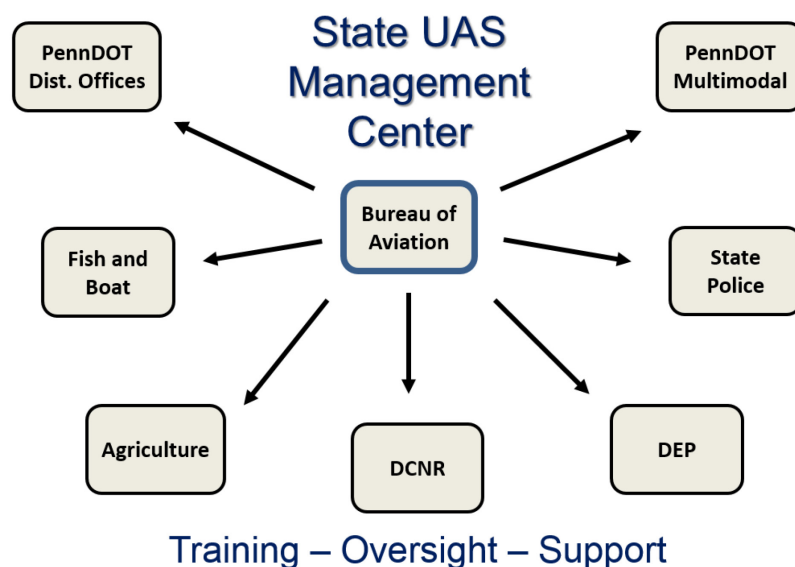 PennDOT
Dist. Offices
State UAS
Management
Center
PennDOT
Multimodal
Bureau of
Aviation
Fish and
Boat
State
Police
Agriculture
DCNR
DEP
Training – Oversight – Support